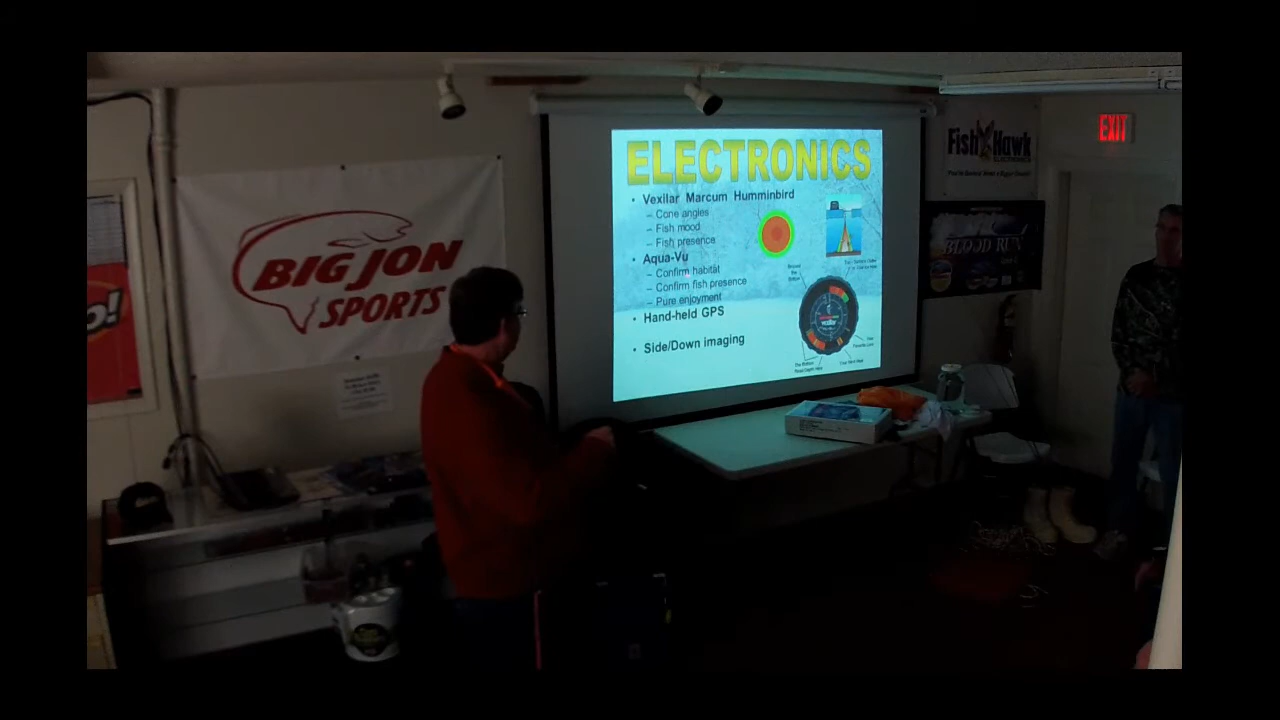 ELECTRONICS
• Vexilar Marcum Humminbird
– Cone angles
– Fish mood
– Fish presence
• Aqua-Vu
– Confirm habitat
– Confirm fish presence
– Pure enjoyment
• Hand-held GPS
• Side/Down imaging
BIG JON
SPORTS
Fish Hawk
ELECTRONICS
EXIT
BLOOD RUN
o!